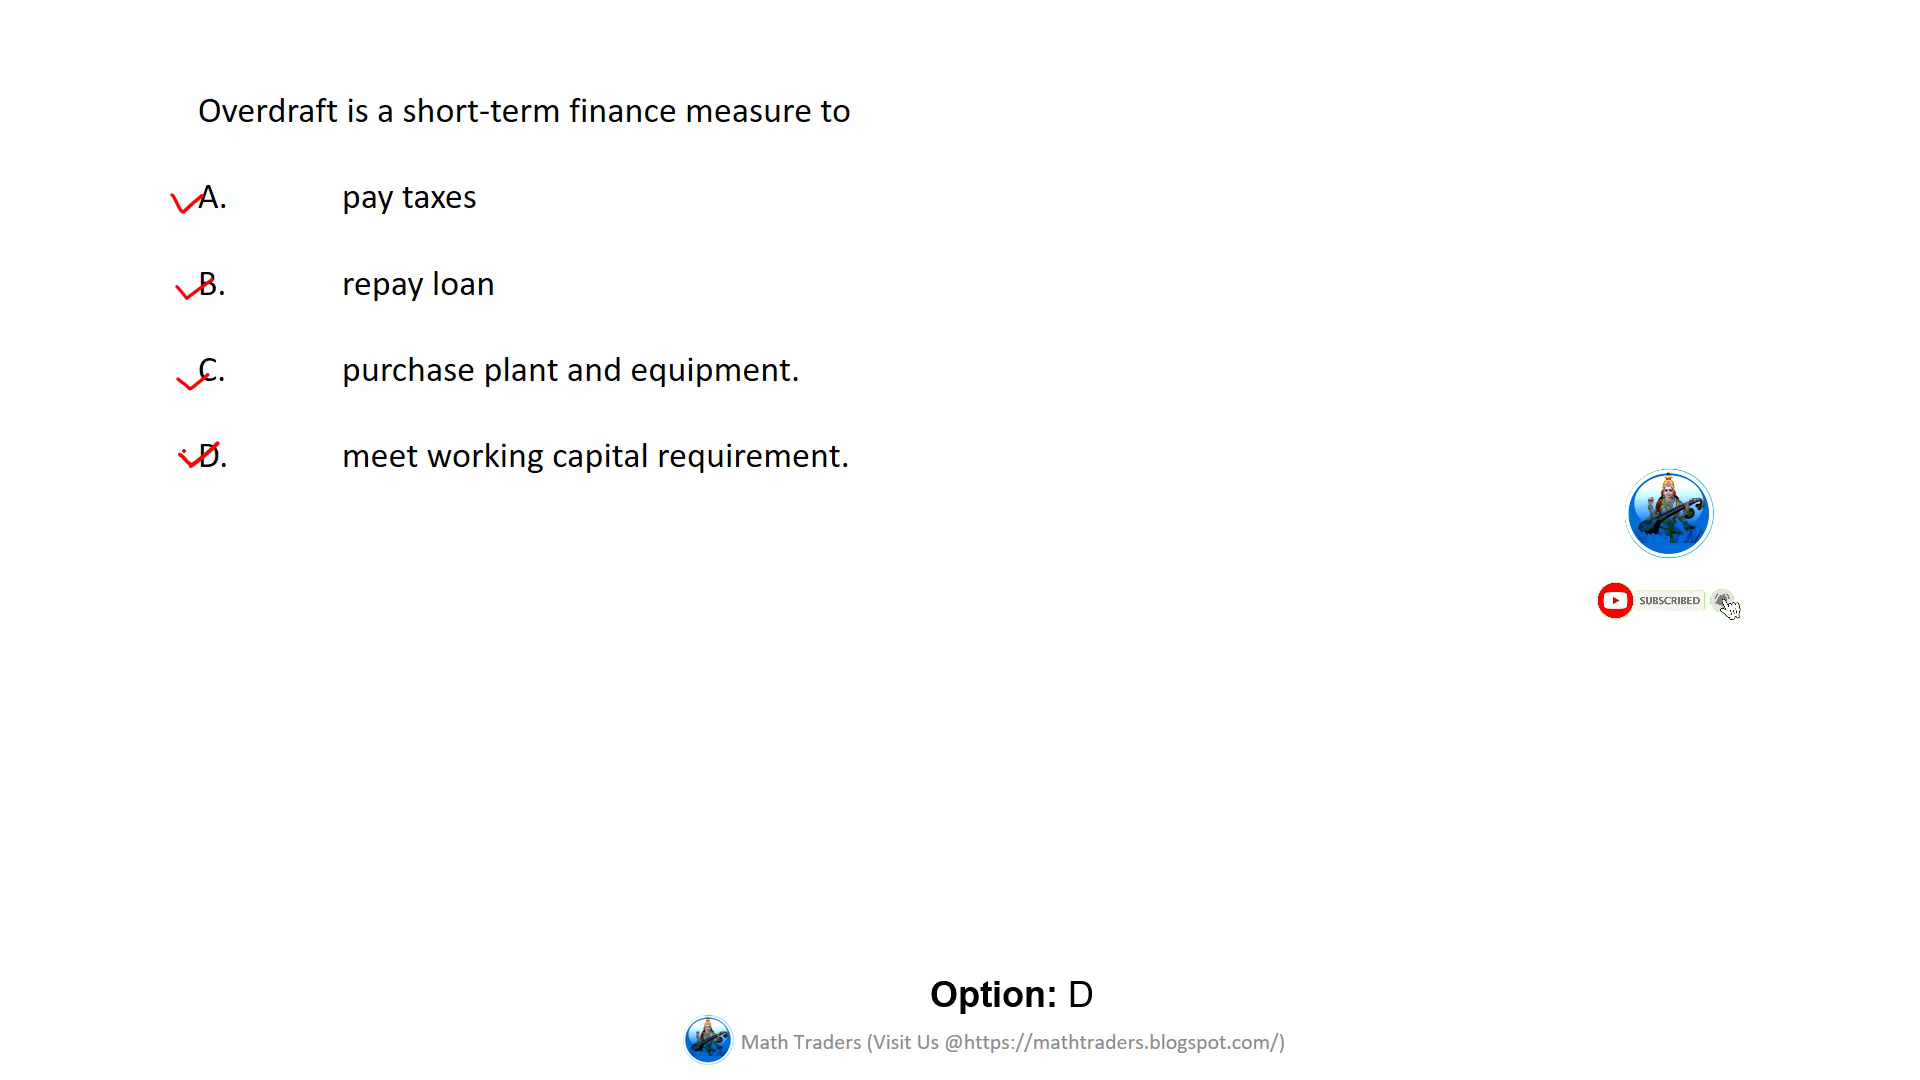 Overdraft is a short-term finance measure to
A. pay taxes
B. repay loan
C. purchase plant and equipment.
D. meet working capital requirement.
SUBSCRIBED
Option: D
Math Traders (Visit Us @https://mathtraders.blogspot.com/)